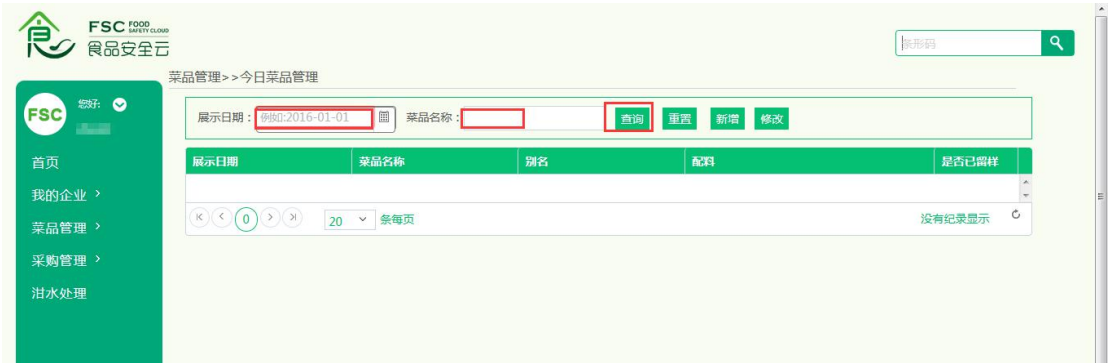 食 FSC FOOD SAFETY CLOUD
食品安全云
条形码
菜品管理>>今日菜品管理
FSC 您好:
展示日期： 例如:2016-01-01 菜品名称： 查询 重置 新增 修改
首页
我的企业 >
菜品管理 >
采购管理 >
泔水处理
展示日期 菜品名称 别名 配料 是否已留样
0 20 条每页 没有纪录显示